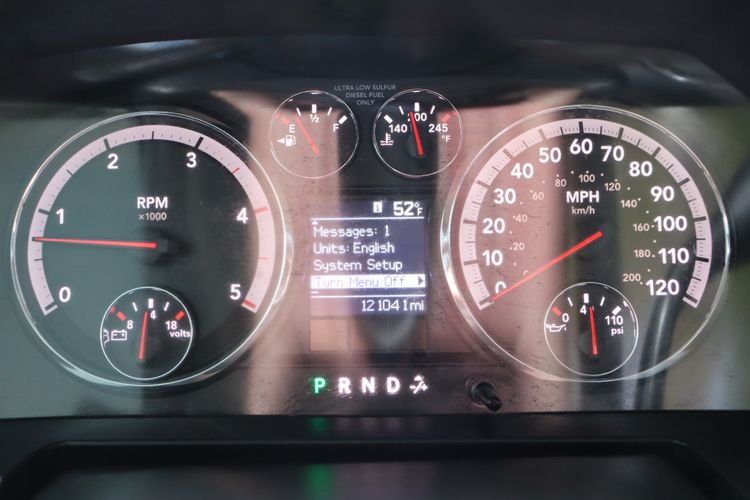 ULTRA LOW SULFUR
DIESEL FUEL
ONLY
E ½ F
140 200 245 °F
0 1 2 3 4 5
RPM
x1000
0 10 20 30 40 50 60 70 80 90 100 110 120
20 40 60 80 100 120 140 160 180 200
MPH
km/h
52°F
Messages: 1
Units: English
System Setup
Turn Menu Off
121041mi
8 14 18
volts
0 4 110
psi
P R N D